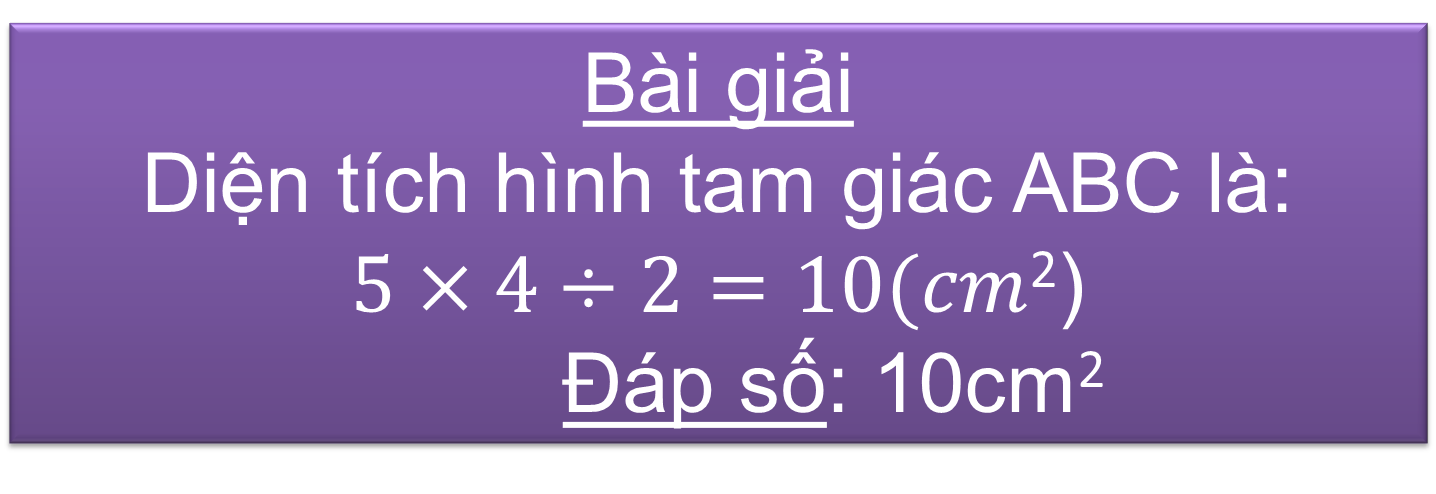 Bài giải
Diện tích hình tam giác ABC là:
5 × 4 ÷ 2 = 10(cm²)
Đáp số: 10cm²